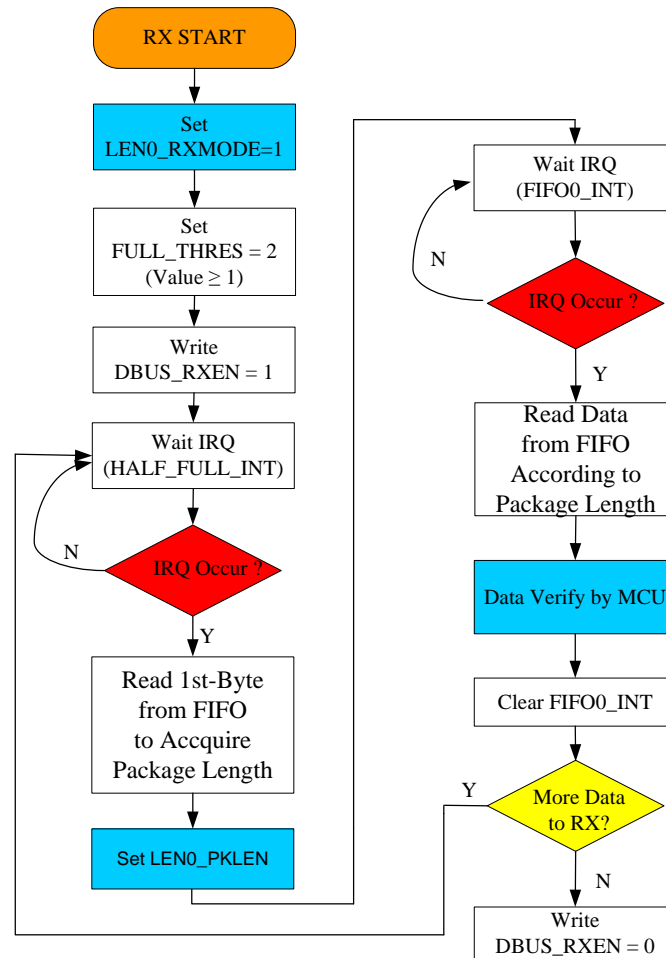 RX START
Set
LEN0_RXMODE=1
Set
FULL_THRES = 2
(Value ≥ 1)
Write
DBUS_RXEN = 1
Wait IRQ
(HALF_FULL_INT)
N
IRQ Occur ?
Y
Read 1st-Byte
from FIFO
to Accquire
Package Length
Set LEN0_PKLEN
Wait IRQ
(FIFO0_INT)
N
IRQ Occur ?
Y
Read Data
from FIFO
According to
Package Length
Data Verify by MCU
Clear FIFO0_INT
Y
More Data
to RX?
N
Write
DBUS_RXEN = 0